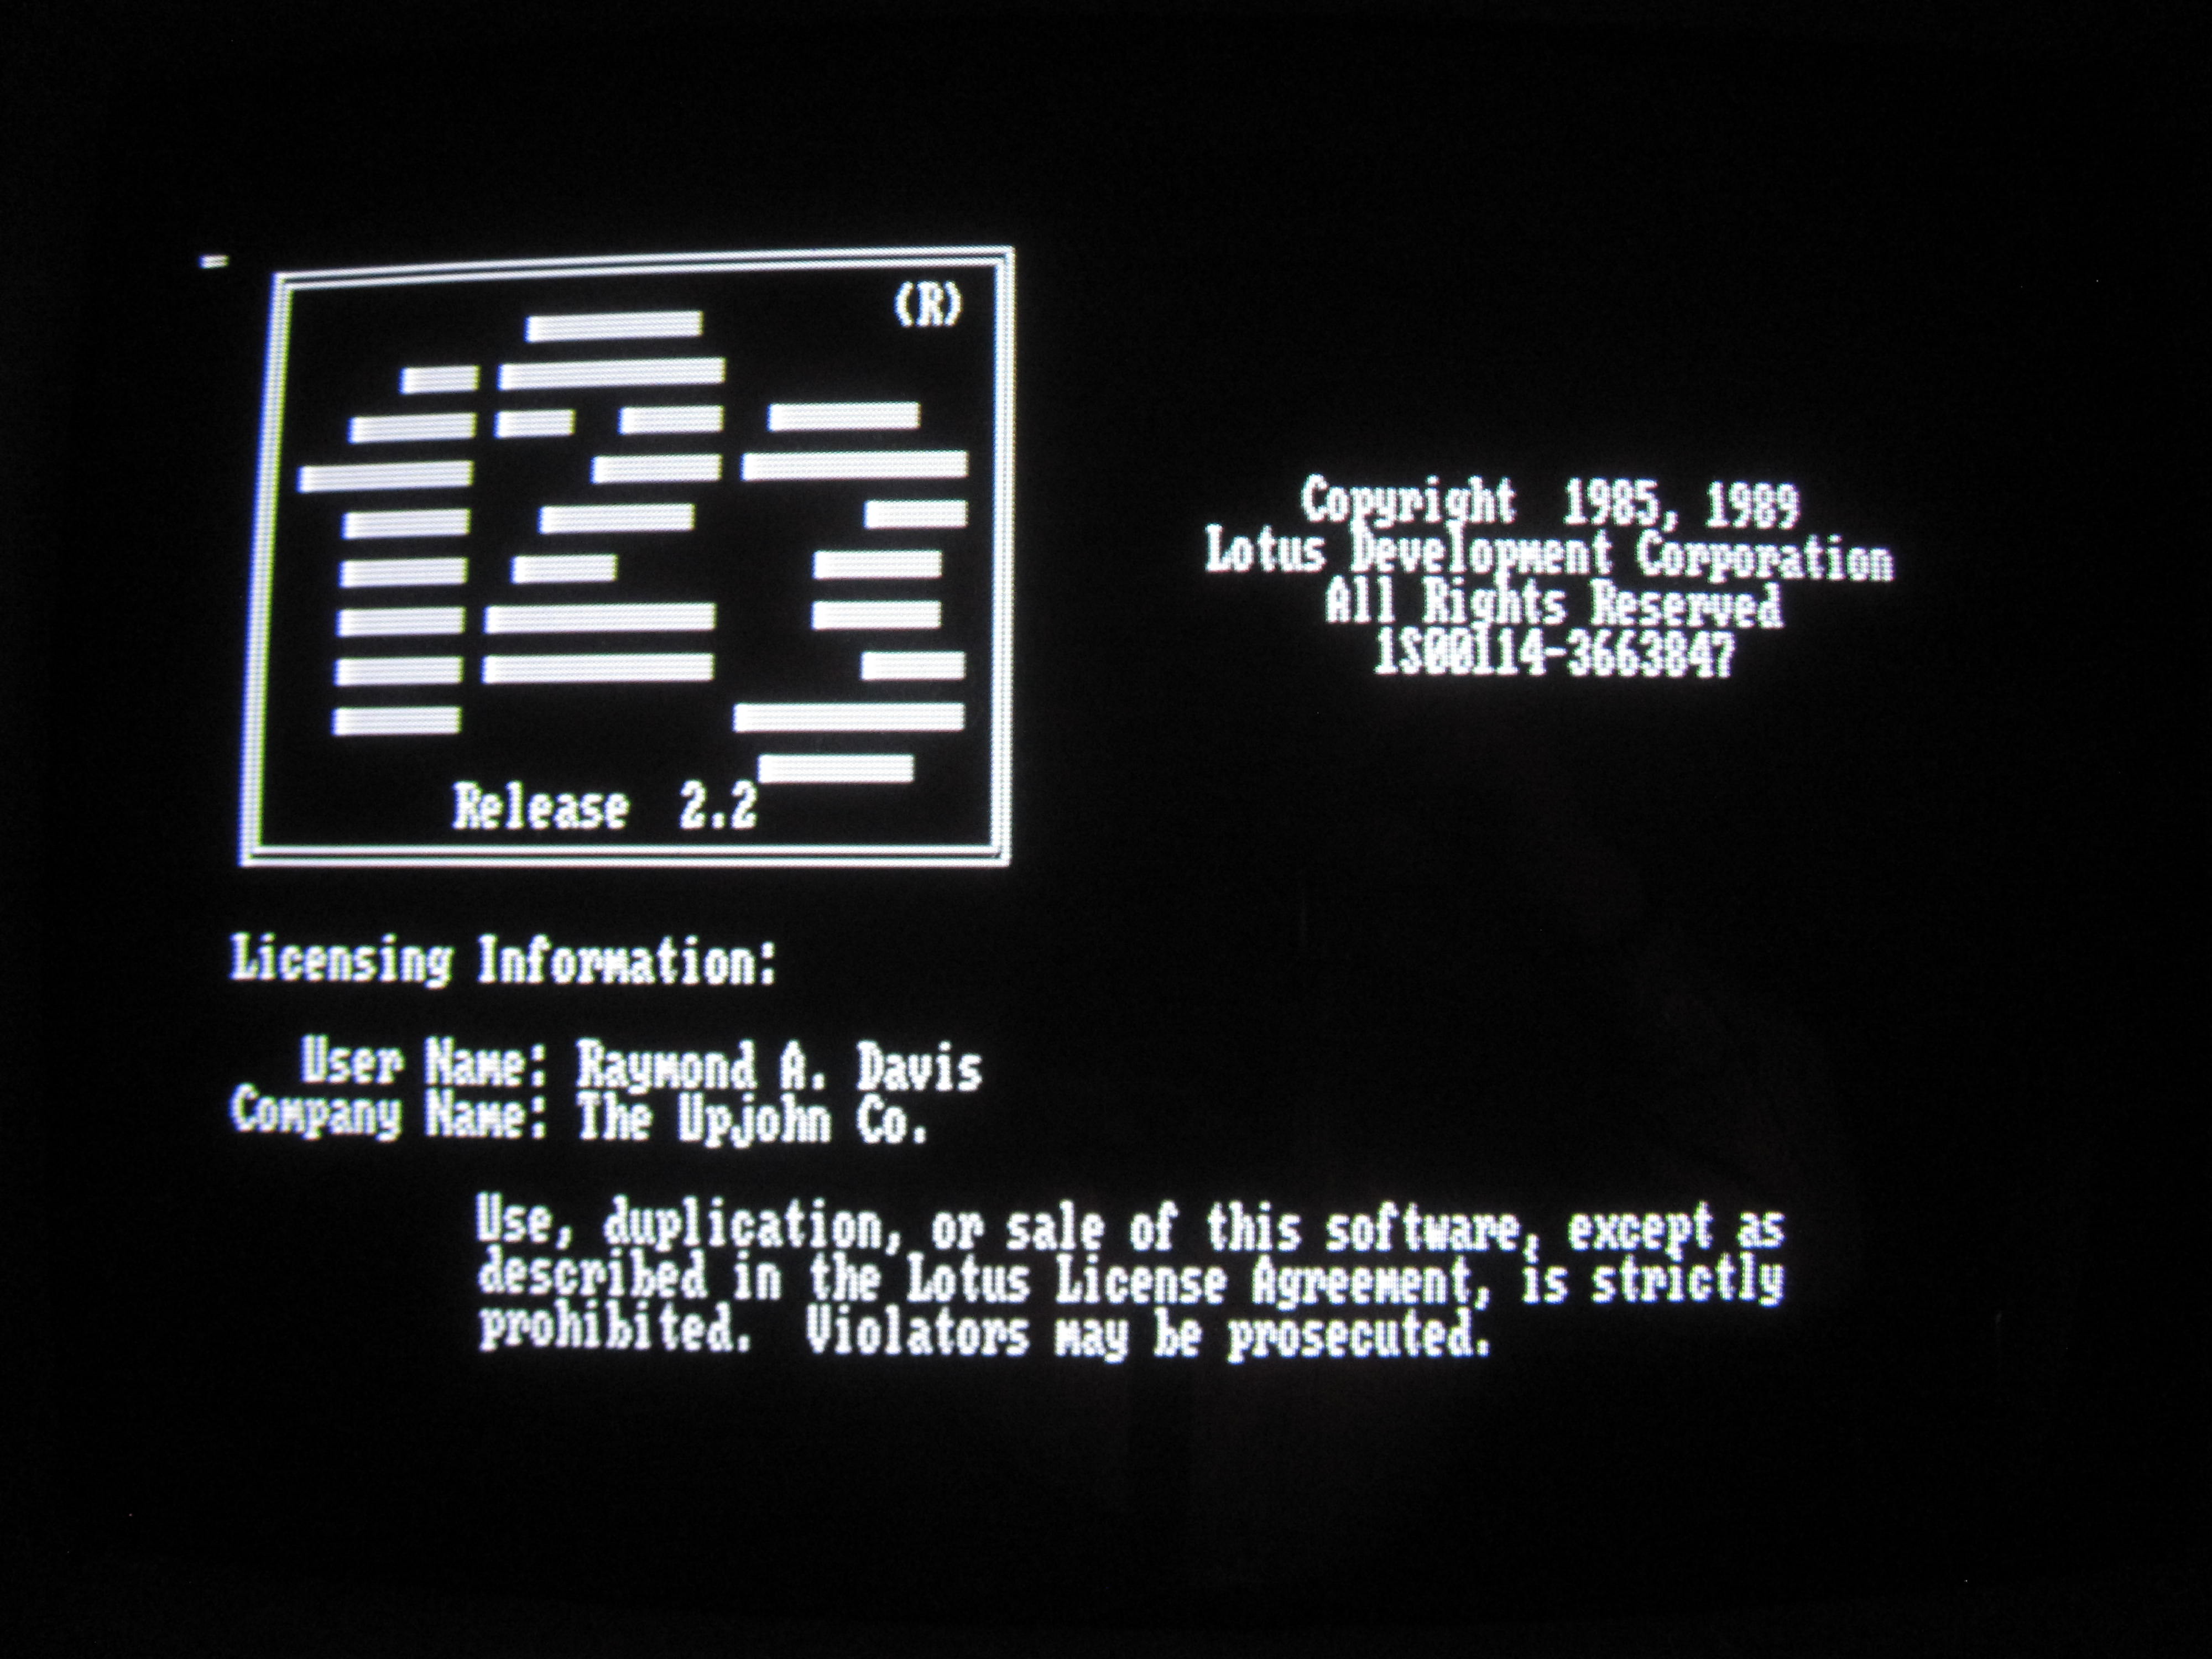 (R)
123
Release 2.2
Copyright 1985, 1989
Lotus Development Corporation
All Rights Reserved
1S00114-3663847
Licensing Information:
User Name: Raymond A. Davis
Company Name: The Upjohn Co.
Use, duplication, or sale of this software, except as
described in the Lotus License Agreement, is strictly
prohibited. Violators may be prosecuted.